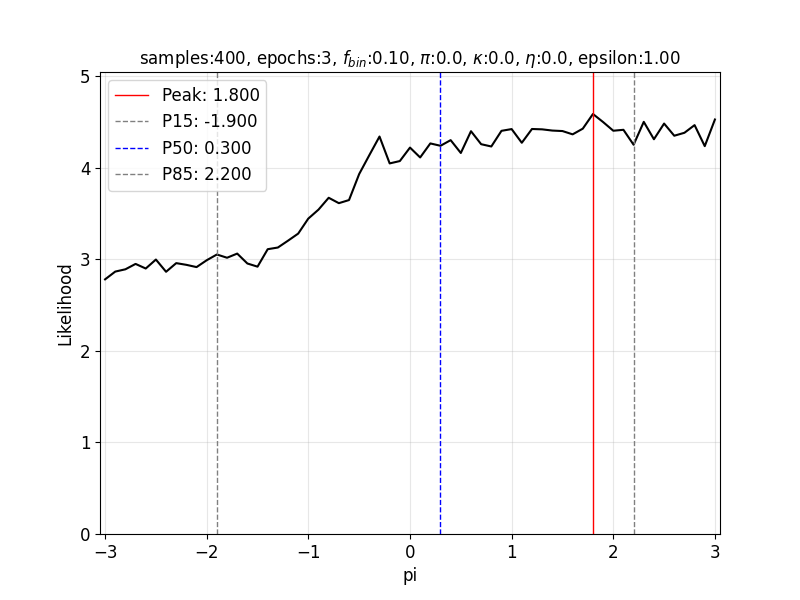 samples:400, epochs:3, f_bin:0.10, π:0.0, κ:0.0, η:0.0, epsilon:1.00
Peak: 1.800
P15: -1.900
P50: 0.300
P85: 2.200
5
4
3
2
1
0
Likelihood
−3
−2
−1
0
1
2
3
pi